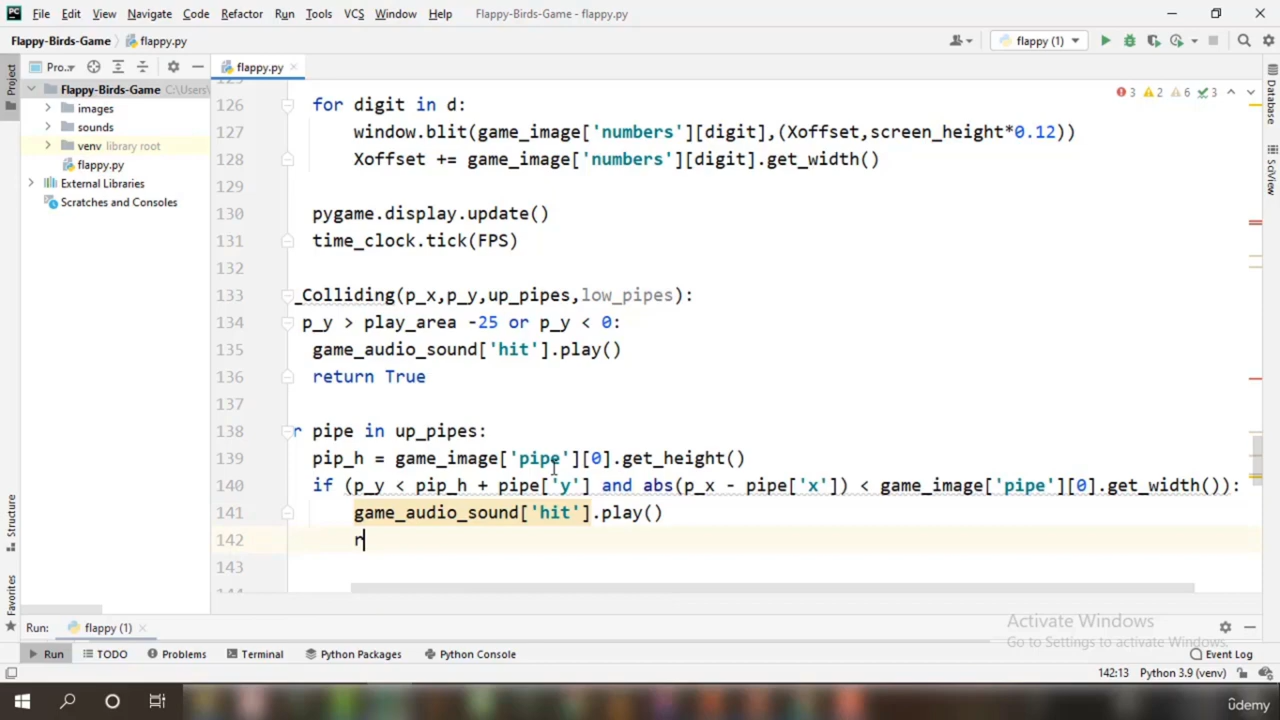 File Edit View Navigate Code Refactor Run Tools VCS Window Help Flappy-Birds-Game - flappy.py
Flappy-Birds-Game flappy.py flappy (1)
Project Pro... flappy.py
Flappy-Birds-Game C:\Users\
images
sounds
venv library root
flappy.py
External Libraries
Scratches and Consoles
3 2 6 3
126 for digit in d:
127 window.blit(game_image['numbers'][digit],(Xoffset,screen_height*0.12))
128 Xoffset += game_image['numbers'][digit].get_width()
129
130 pygame.display.update()
131 time_clock.tick(FPS)
132
133 _Colliding(p_x,p_y,up_pipes,low_pipes):
134 p_y > play_area -25 or p_y < 0:
135 game_audio_sound['hit'].play()
136 return True
137
138 r pipe in up_pipes:
139 pip_h = game_image['pipe'][0].get_height()
140 if (p_y < pip_h + pipe['y'] and abs(p_x - pipe['x']) < game_image['pipe'][0].get_width()):
141 game_audio_sound['hit'].play()
142 r
143
Database
SciView
Structure
Favorites
Run: flappy (1)
Activate Windows
Go to Settings to activate Windows.
Run TODO Problems Terminal Python Packages Python Console Event Log
142:13 Python 3.9 (venv)
ûdemy